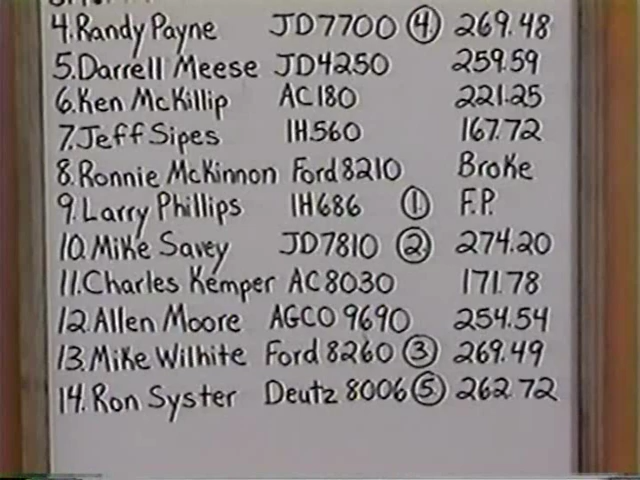 4. Randy Payne JD7700 ④ 269.48
5. Darrell Meese JD4250 259.59
6. Ken McKillip AC180 221.25
7. Jeff Sipes IH560 167.72
8. Ronnie McKinnon Ford 8210 Broke
9. Larry Phillips IH686 ① F.P.
10. Mike Savey JD7810 ② 274.20
11. Charles Kemper AC8030 171.78
12. Allen Moore AGCO 9690 254.54
13. Mike Wilhite Ford 8260 ③ 269.49
14. Ron Syster Deutz 8006 ⑤ 262.72